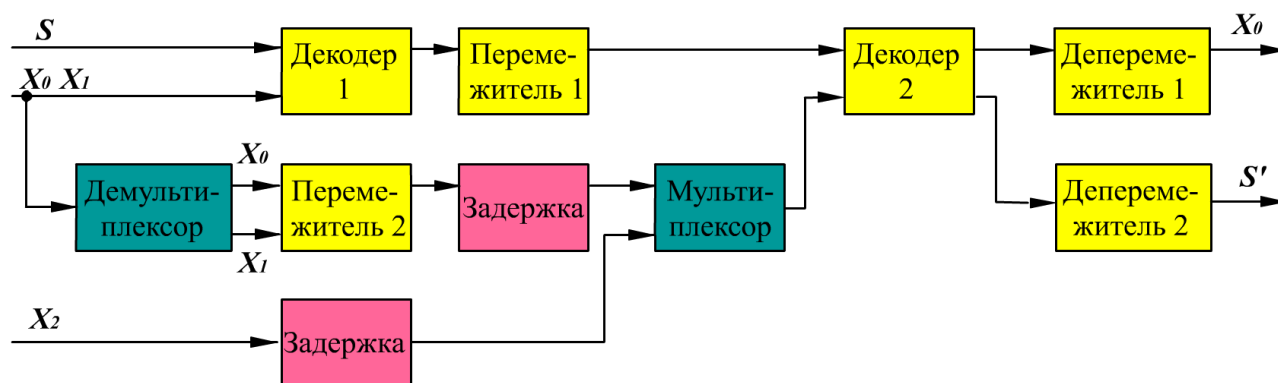 S
X0 X1
Декодер
1
Переме-
житель 1
Декодер
2
Депереме-
житель 1
X0
Демульти-
плексор
X0
X1
Переме-
житель 2
Задержка
Мульти-
плексор
Депереме-
житель 2
S'
X2
Задержка